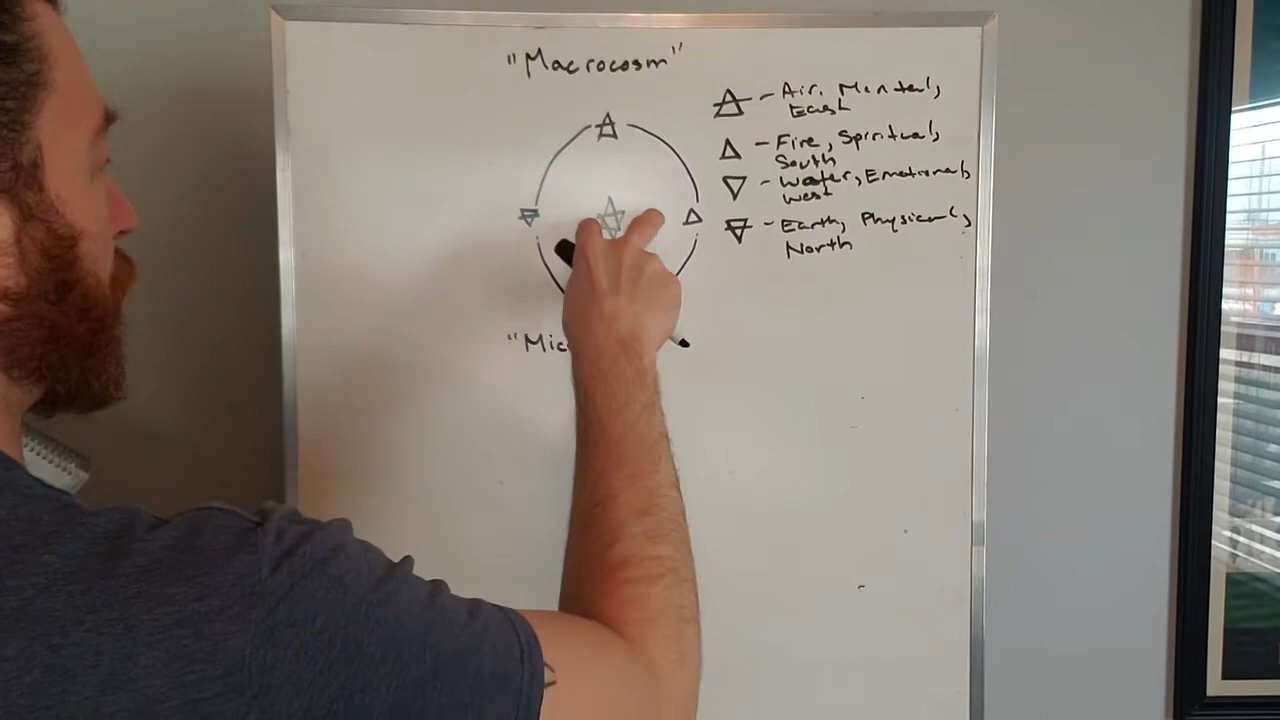 "Macrocosm"
- Air, Mental,
East
- Fire, Spiritual,
South
- Water, Emotional,
West
- Earth, Physical,
North
"Mic